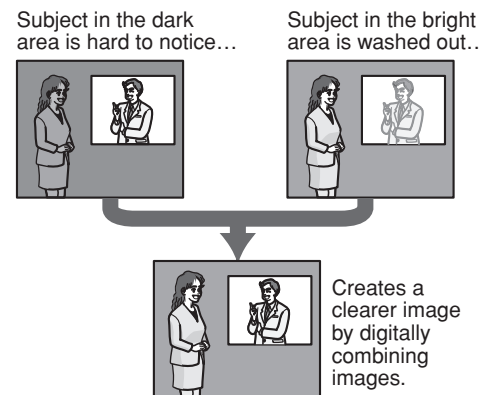 Subject in the dark
area is hard to notice…
Subject in the bright
area is washed out..
Creates a
clearer image
by digitally
combining
images.